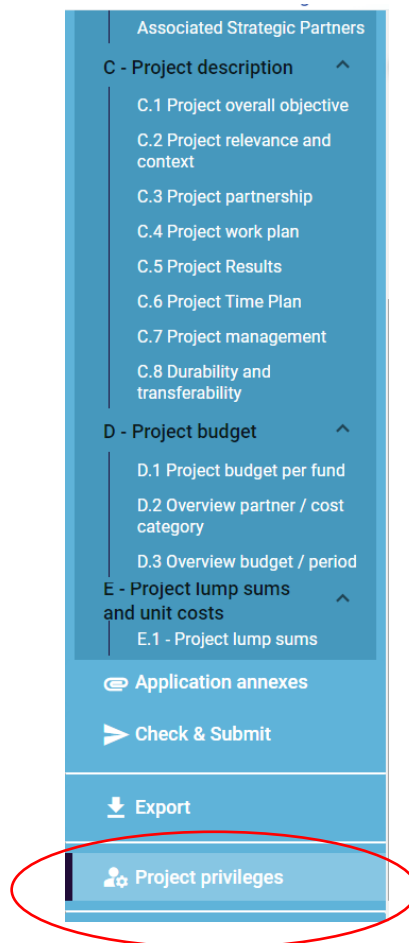 Associated Strategic Partners
C - Project description
C.1 Project overall objective
C.2 Project relevance and
context
C.3 Project partnership
C.4 Project work plan
C.5 Project Results
C.6 Project Time Plan
C.7 Project management
C.8 Durability and
transferability
D - Project budget
D.1 Project budget per fund
D.2 Overview partner / cost
category
D.3 Overview budget / period
E - Project lump sums
and unit costs
E.1 - Project lump sums
Application annexes
Check & Submit
Export
Project privileges